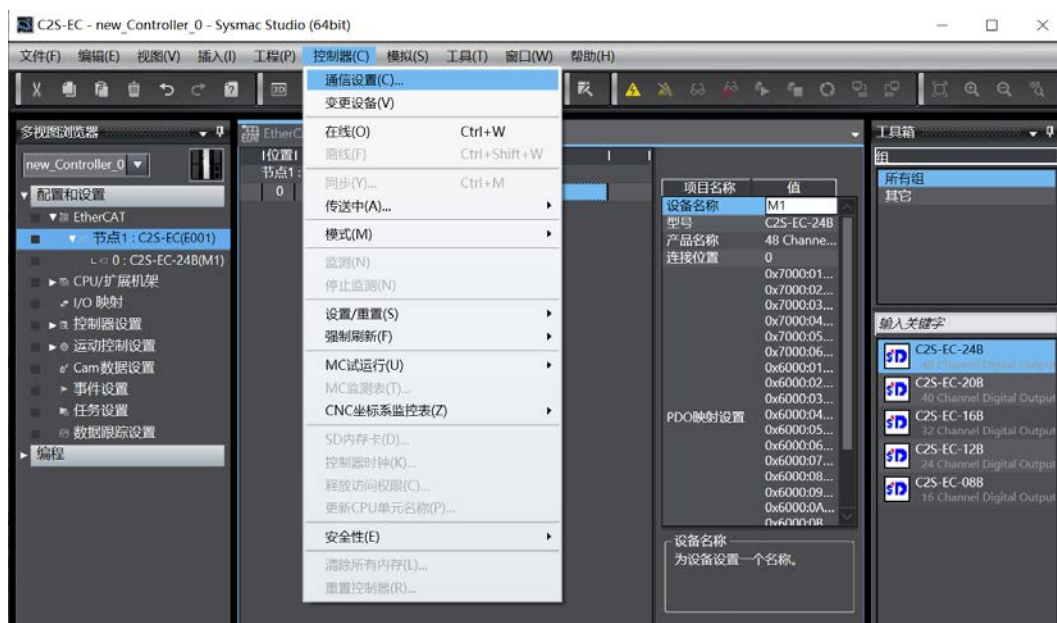 C2S-EC - new_Controller_0 - Sysmac Studio (64bit)
文件(F) 编辑(E) 视图(V) 插入(I) 工程(P) 控制器(C) 模拟(S) 工具(T) 窗口(W) 帮助(H)
多视图浏览器
new_Controller_0
配置和设置
EtherCAT
节点1 : C2S-EC(E001)
0 : C2S-EC-24B(M1)
CPU/扩展机架
I/O 映射
控制器设置
运动控制设置
Cam数据设置
事件设置
任务设置
数据跟踪设置
编程
EtherC
I位置I
节点1 :
0
通信设置(C)...
变更设备(V)
在线(O) Ctrl+W
离线(F) Ctrl+Shift+W
同步(Y)... Ctrl+M
传送中(A)...
模式(M)
监测(N)
停止监测(N)
设置/重置(S)
强制刷新(F)
MC试运行(U)
MC监测表(T)...
CNC坐标系监控表(Z)
SD内存卡(D)...
控制器时钟(K)...
释放访问权限(C)...
更新CPU单元名称(P)...
安全性(E)
清除所有内存(L)...
重置控制器(R)...
项目名称 值
设备名称 M1
型号 C2S-EC-24B
产品名称 48 Channe...
连接位置 0
PDO映射设置
0x7000:01...
0x7000:02...
0x7000:03...
0x7000:04...
0x7000:05...
0x7000:06...
0x6000:01...
0x6000:02...
0x6000:03...
0x6000:04...
0x6000:05...
0x6000:06...
0x6000:07...
0x6000:08...
0x6000:09...
0x6000:0A...
0x6000:0B
设备名称
为设备设置一个名称。
工具箱
组
所有组
其它
输入关键字
C2S-EC-24B
48 Channel Digital Output
C2S-EC-20B
40 Channel Digital Output
C2S-EC-16B
32 Channel Digital Output
C2S-EC-12B
24 Channel Digital Output
C2S-EC-08B
16 Channel Digital Output